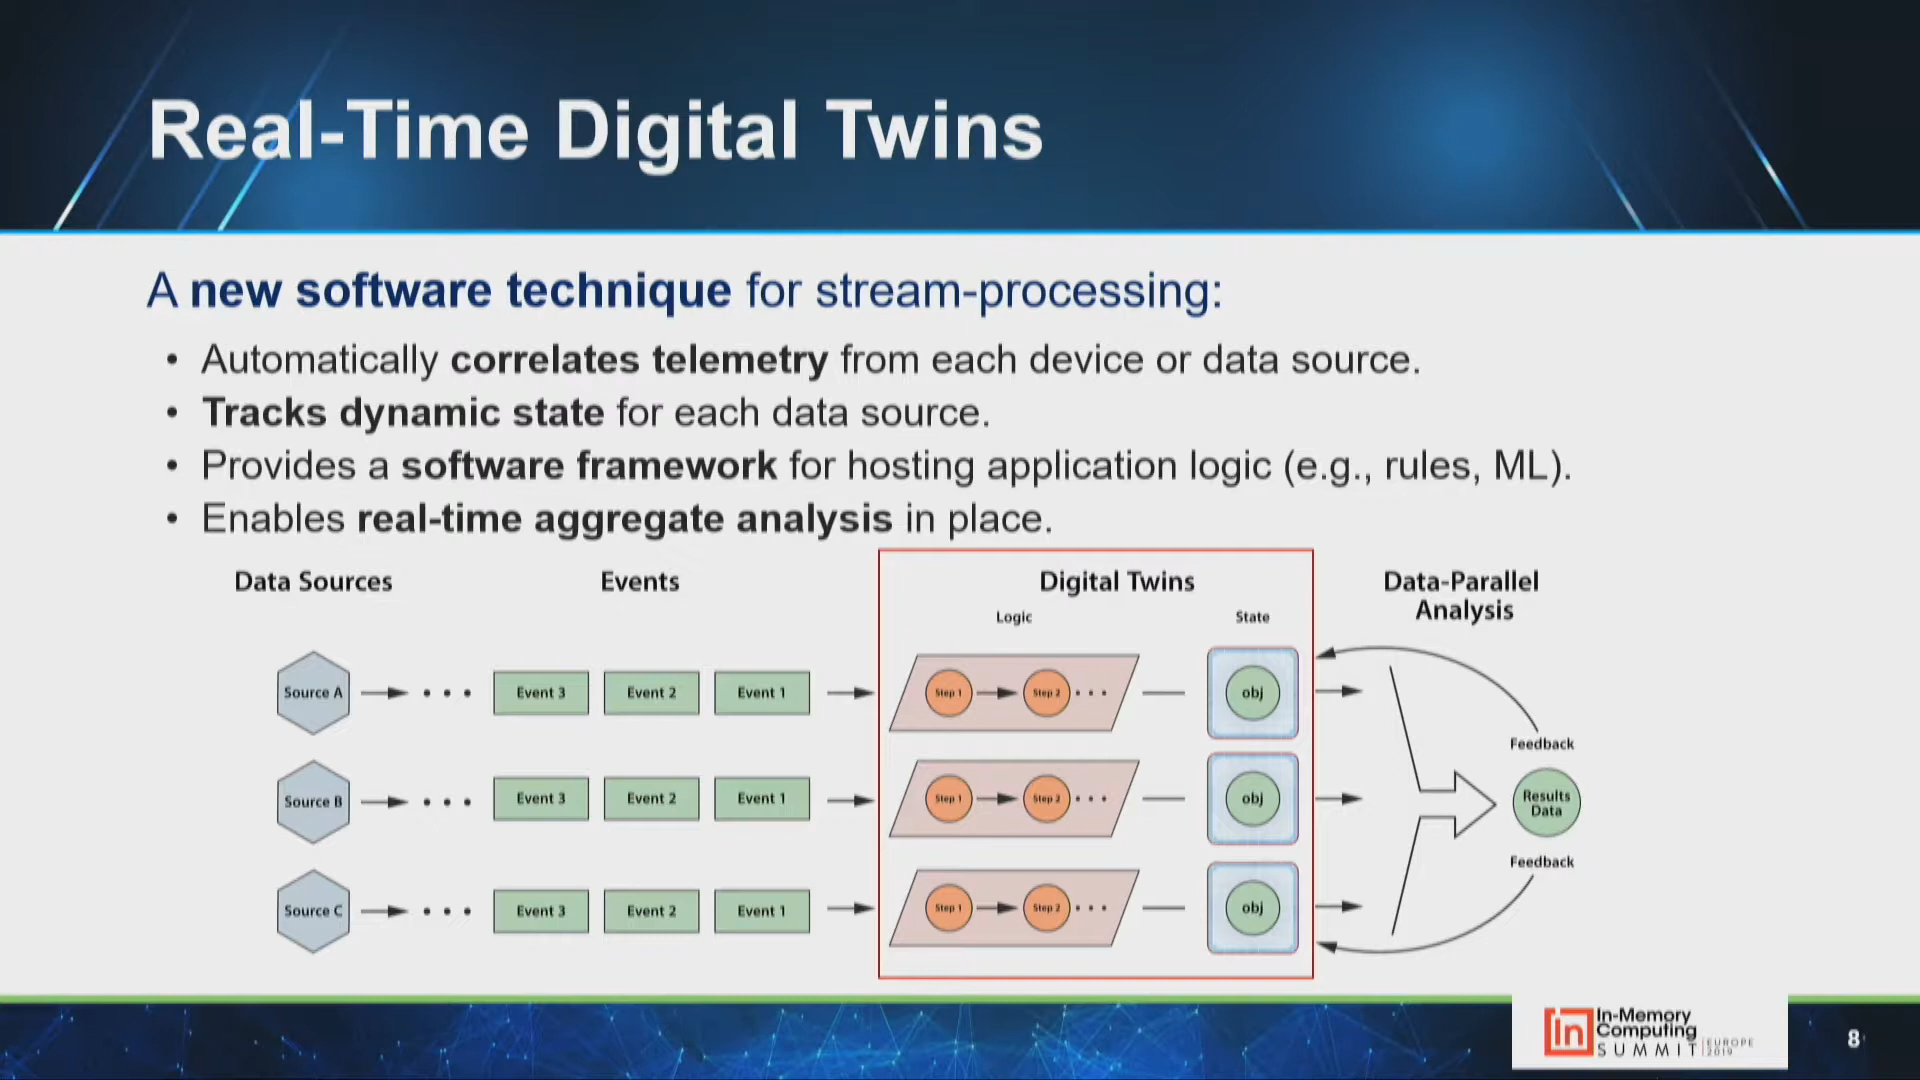 Real-Time Digital Twins
A new software technique for stream-processing:
• Automatically correlates telemetry from each device or data source.
• Tracks dynamic state for each data source.
• Provides a software framework for hosting application logic (e.g., rules, ML).
• Enables real-time aggregate analysis in place.
Data Sources
Events
Digital Twins
Data-Parallel
Analysis
Logic
State
Source A
• • •
Event 3
Event 2
Event 1
Step 1
Step 2
• • •
obj
Feedback
Source B
• • •
Event 3
Event 2
Event 1
Step 1
Step 2
• • •
obj
Results
Data
Feedback
Source C
• • •
Event 3
Event 2
Event 1
Step 1
Step 2
• • •
obj
in
In-Memory
Computing
SUMMIT
EUROPE
2019
8